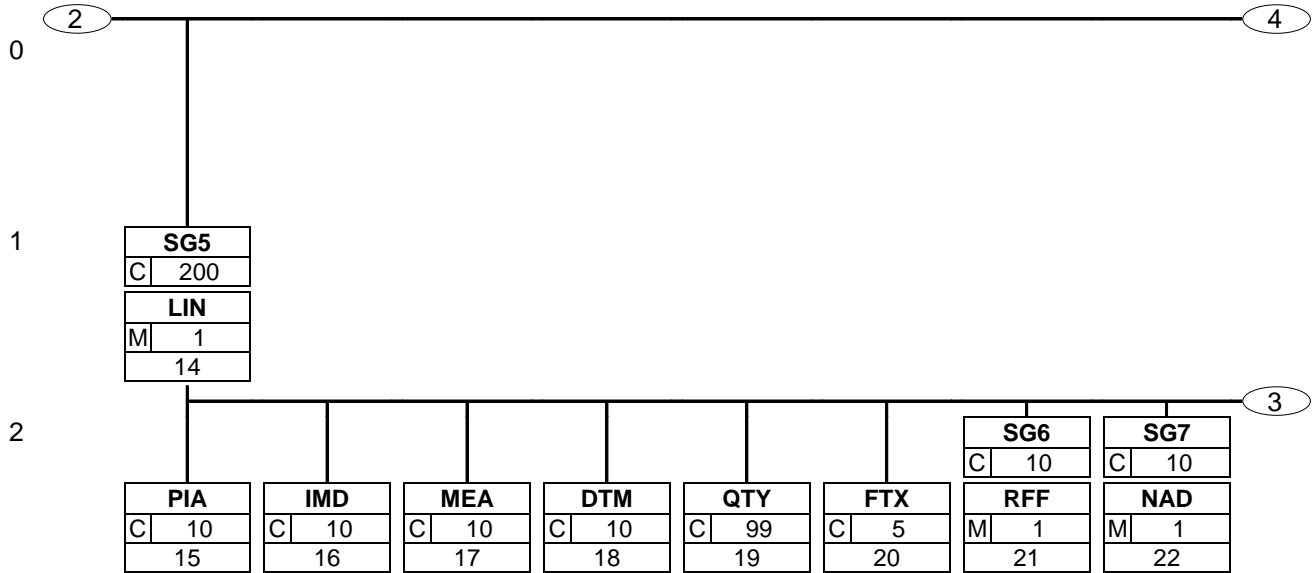 2 4
0
1
SG5
C 200
LIN
M 1
14
3
2
SG6 SG7
C 10 C 10
PIA IMD MEA DTM QTY FTX RFF NAD
C 10 C 10 C 10 C 10 C 99 C 5 M 1 M 1
15 16 17 18 19 20 21 22